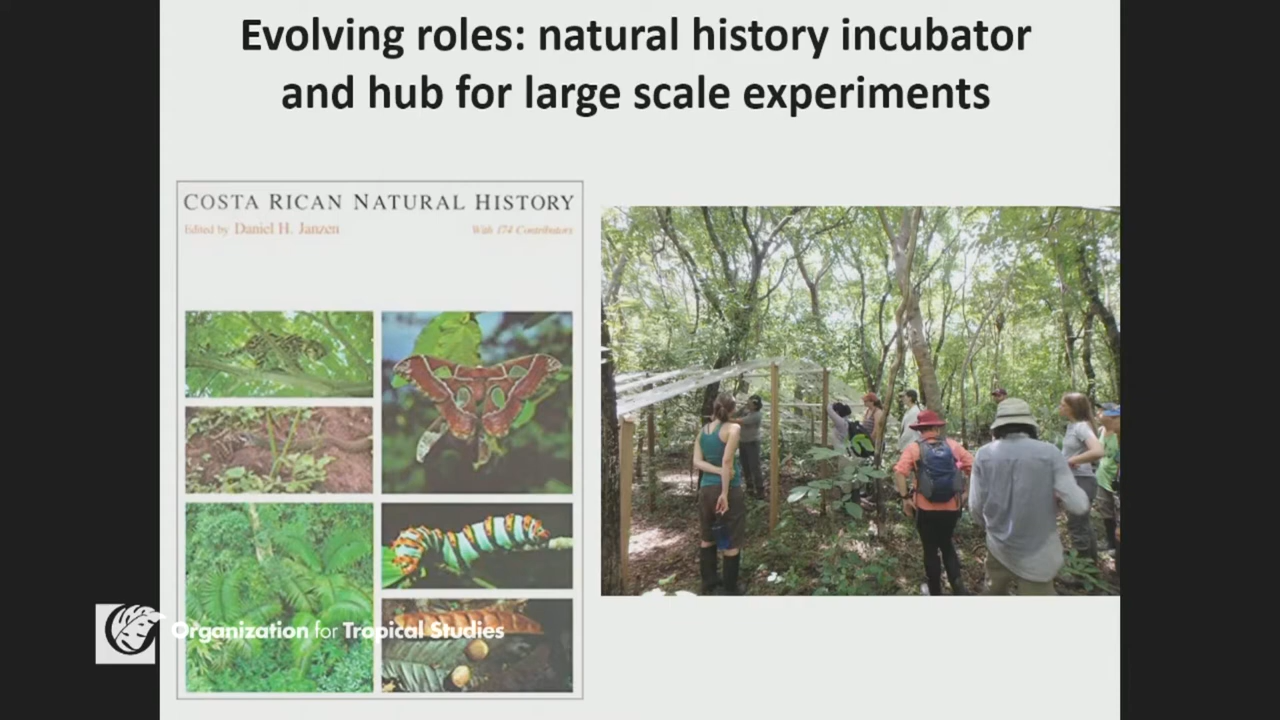 Evolving roles: natural history incubator
and hub for large scale experiments
COSTA RICAN NATURAL HISTORY
Edited by Daniel H. Janzen
With 174 Contributors
Organization for Tropical Studies